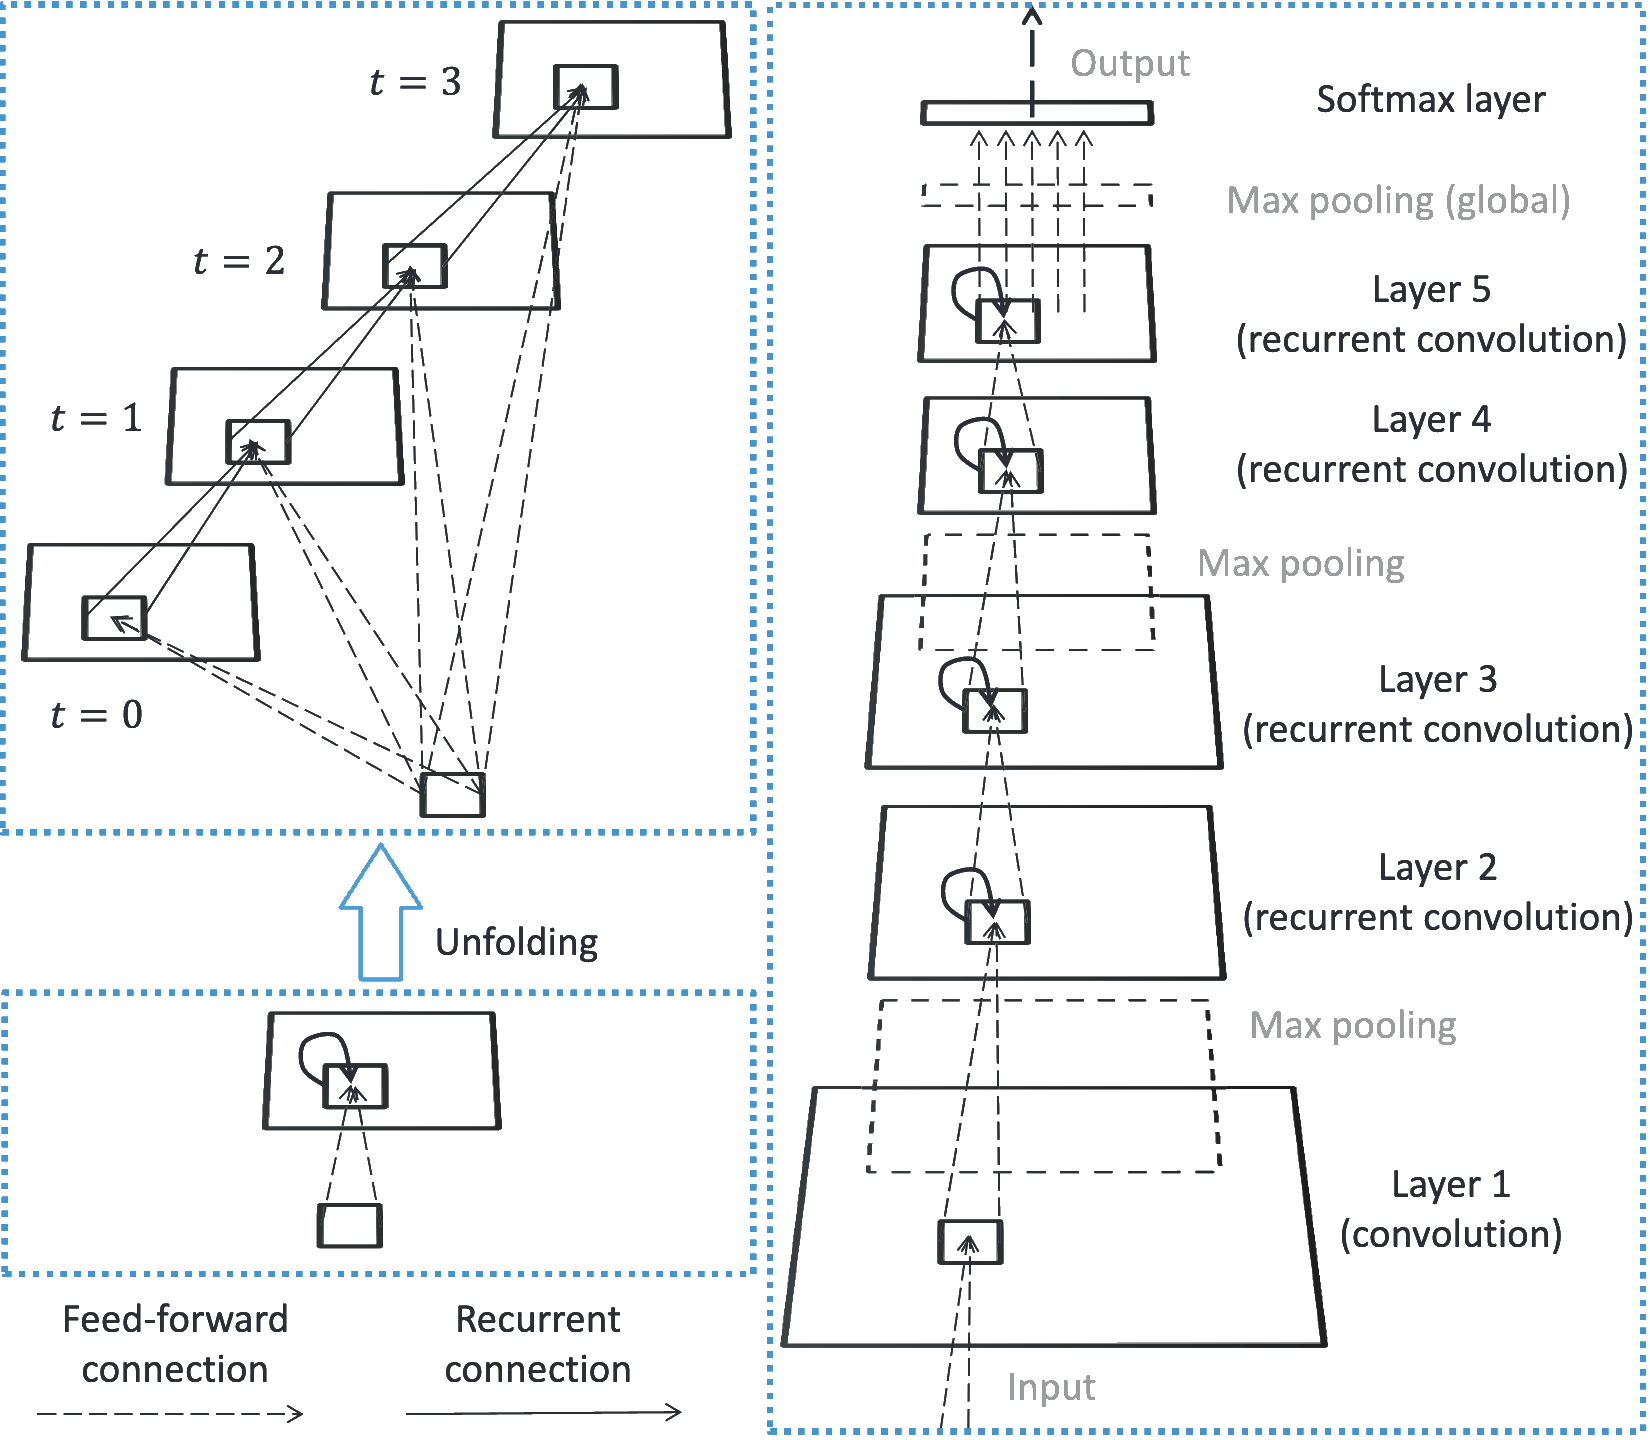 t = 3
t = 2
t = 1
t = 0
Unfolding
Feed-forward
connection
Recurrent
connection
Output
Softmax layer
Max pooling (global)
Layer 5
(recurrent convolution)
Layer 4
(recurrent convolution)
Max pooling
Layer 3
(recurrent convolution)
Layer 2
(recurrent convolution)
Max pooling
Layer 1
(convolution)
Input